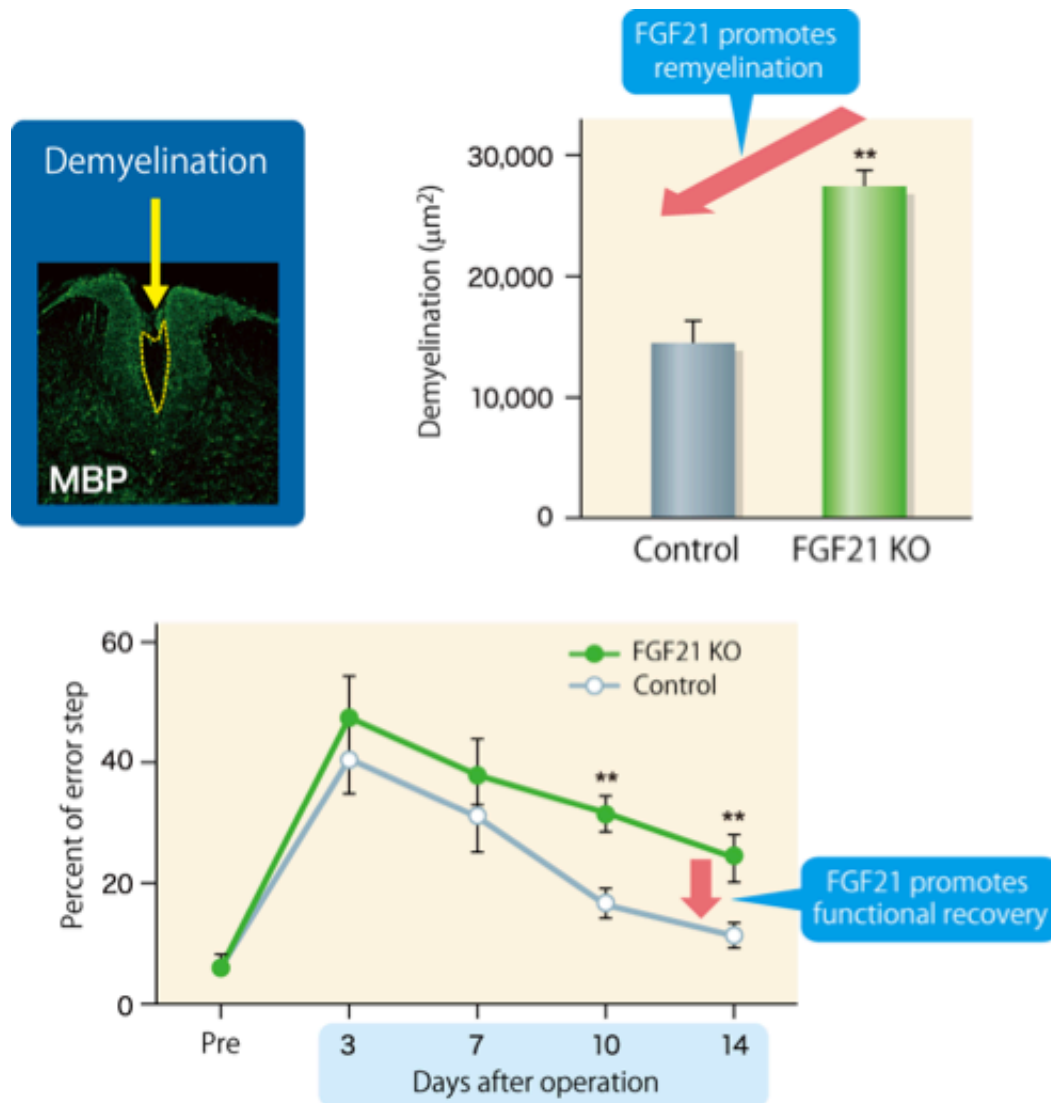 FGF21 promotes
remyelination
Demyelination
MBP
Demyelination (μm²)
30,000
**
20,000
10,000
0
Control
FGF21 KO
Percent of error step
60
40
20
0
FGF21 KO
Control
**
**
FGF21 promotes
functional recovery
Pre
3
7
10
14
Days after operation